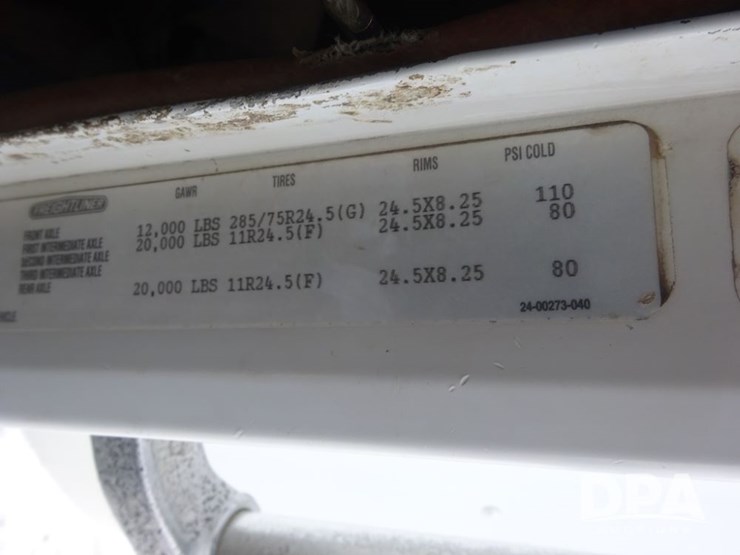 FREIGHTLINER GAWR TIRES RIMS PSI COLD
FRONT AXLE 12,000 LBS 285/75R24.5(G) 24.5X8.25 110
FIRST INTERMEDIATE AXLE 20,000 LBS 11R24.5(F) 24.5X8.25 80
SECOND INTERMEDIATE AXLE
THIRD INTERMEDIATE AXLE
REAR AXLE 20,000 LBS 11R24.5(F) 24.5X8.25 80
24-00273-040
DPA